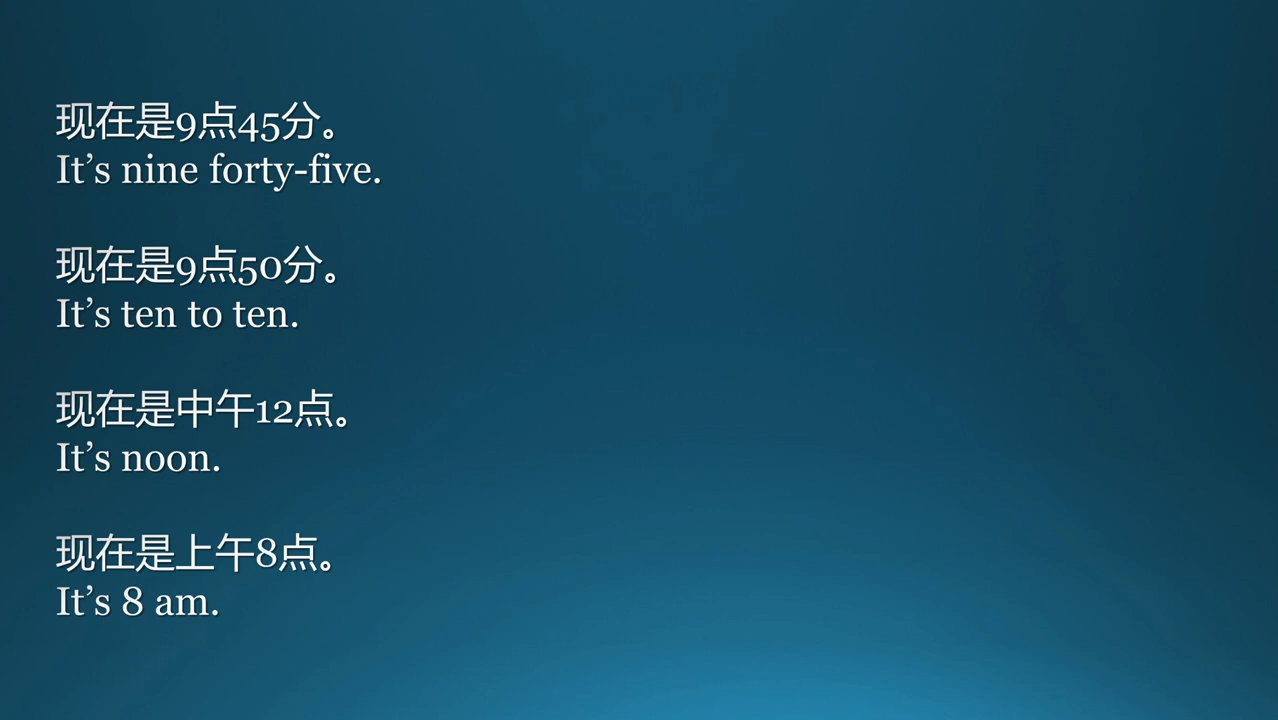 现在是9点45分。
It’s nine forty-five.
现在是9点50分。
It’s ten to ten.
现在是中午12点。
It’s noon.
现在是上午8点。
It’s 8 am.